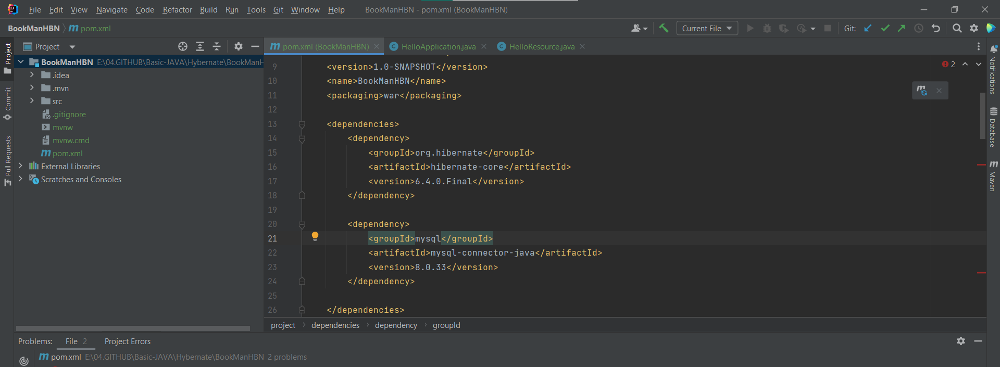 File Edit View Navigate Code Refactor Build Run Tools Git Window Help BookManHBN - pom.xml (BookManHBN)
BookManHBN m pom.xml Current File Git:
Project
pom.xml (BookManHBN) HelloApplication.java HelloResource.java
BookManHBN E:\04.GITHUB\Basic-JAVA\Hybernate\BookManH
.idea
.mvn
src
.gitignore
mvnw
mvnw.cmd
pom.xml
External Libraries
Scratches and Consoles
Project
Commit
Pull Requests
9 <version>1.0-SNAPSHOT</version>
10 <name>BookManHBN</name>
11 <packaging>war</packaging>
12
13 <dependencies>
14 <dependency>
15 <groupId>org.hibernate</groupId>
16 <artifactId>hibernate-core</artifactId>
17 <version>6.4.0.Final</version>
18 </dependency>
19
20 <dependency>
21 <groupId>mysql</groupId>
22 <artifactId>mysql-connector-java</artifactId>
23 <version>8.0.33</version>
24 </dependency>
25
26 </dependencies>
2
Notifications
Database
Maven
project dependencies dependency groupId
Problems: File 2 Project Errors
pom.xml E:\04.GITHUB\Basic-JAVA\Hybernate\BookManHBN 2 problems